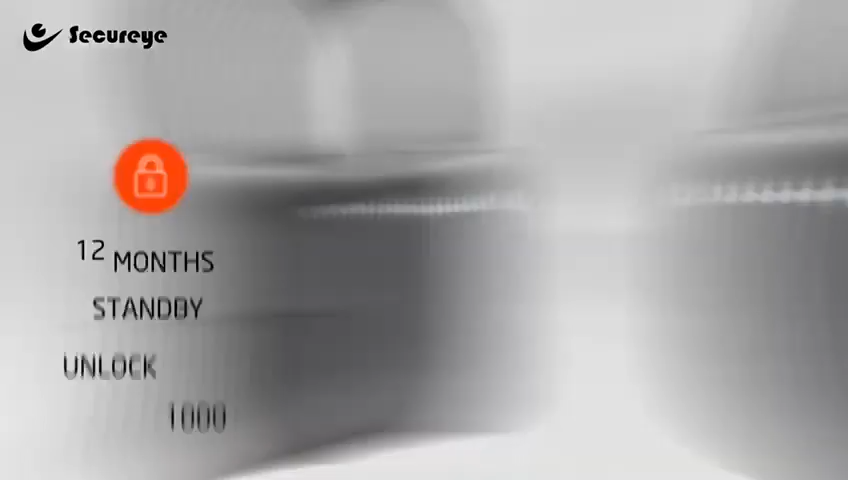 Secureye
12 MONTHS
STANDBY
UNLOCK
1000